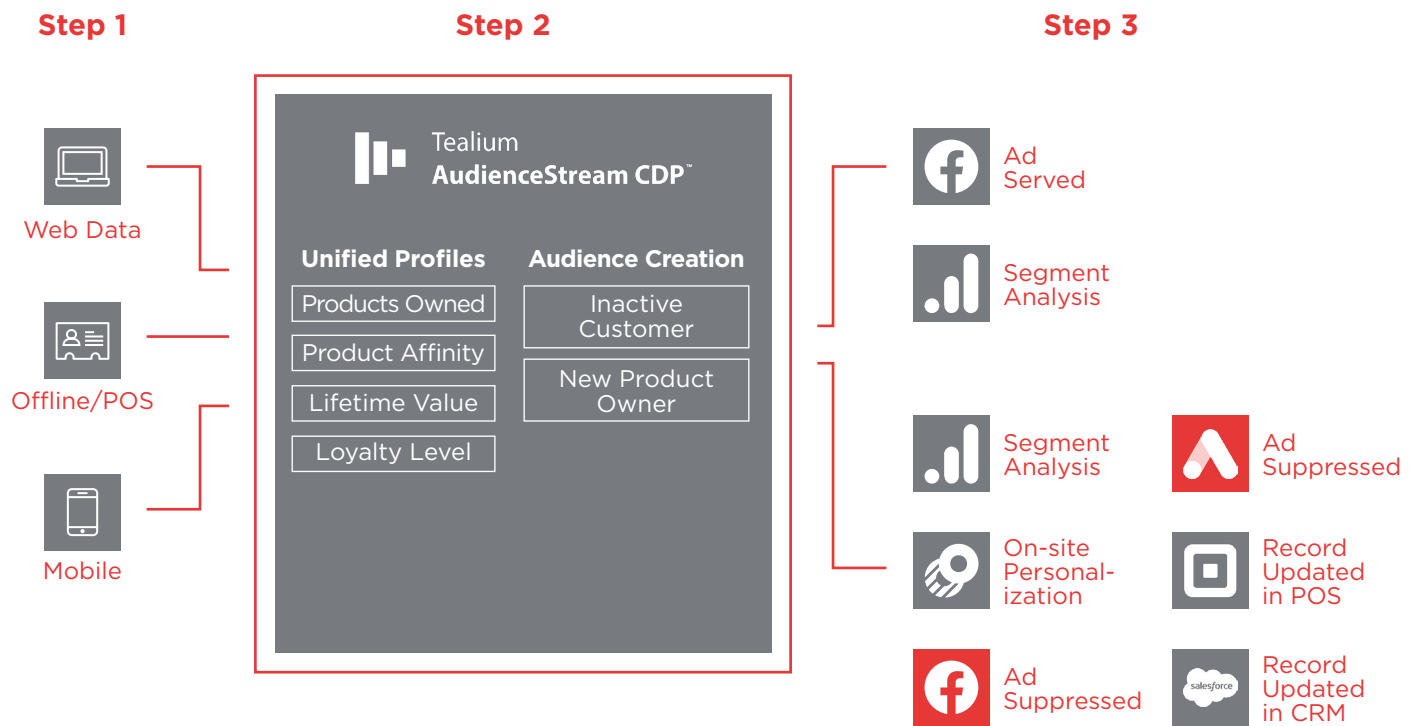 Step 1
Step 2
Step 3
Web Data
Offline/POS
Mobile
Tealium
AudienceStream CDP™
Unified Profiles
Products Owned
Product Affinity
Lifetime Value
Loyalty Level
Audience Creation
Inactive
Customer
New Product
Owner
Ad
Served
Segment
Analysis
Segment
Analysis
Ad
Suppressed
On-site
Personal-
ization
Record
Updated
in POS
Ad
Suppressed
salesforce
Record
Updated
in CRM